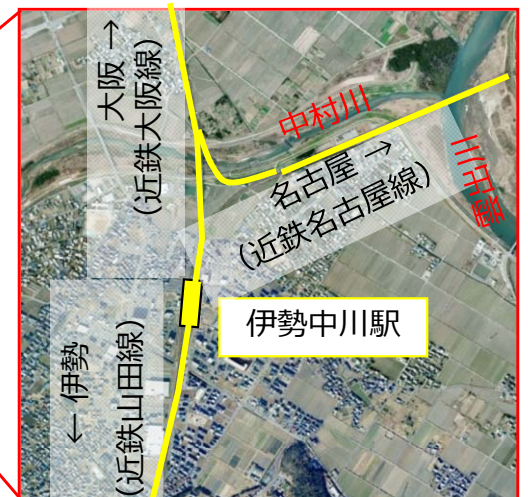 大阪 →
(近鉄大阪線)
中村川
雲出川
名古屋 →
(近鉄名古屋線)
伊勢中川駅
← 伊勢
(近鉄山田線)